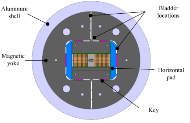 Aluminum
shell
Bladder
locations
Magnetic
yoke
Horizontal
pad
Key